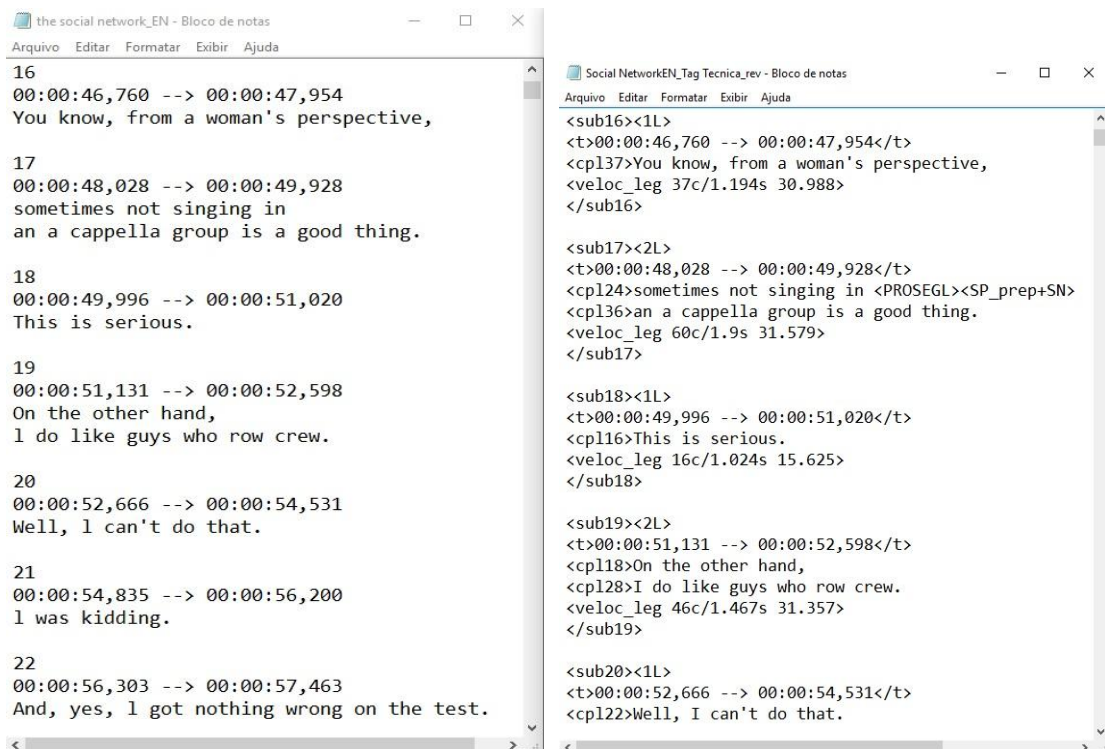 the social network_EN - Bloco de notas
Arquivo Editar Formatar Exibir Ajuda
16
00:00:46,760 --> 00:00:47,954
You know, from a woman's perspective,
17
00:00:48,028 --> 00:00:49,928
sometimes not singing in
an a cappella group is a good thing.
18
00:00:49,996 --> 00:00:51,020
This is serious.
19
00:00:51,131 --> 00:00:52,598
On the other hand,
l do like guys who row crew.
20
00:00:52,666 --> 00:00:54,531
Well, l can't do that.
21
00:00:54,835 --> 00:00:56,200
l was kidding.
22
00:00:56,303 --> 00:00:57,463
And, yes, l got nothing wrong on the test.
Social NetworkEN_Tag Tecnica_rev - Bloco de notas
Arquivo Editar Formatar Exibir Ajuda
<sub16><1L>
<t>00:00:46,760 --> 00:00:47,954</t>
<cpl37>You know, from a woman's perspective,
<veloc_leg 37c/1.194s 30.988>
</sub16>
<sub17><2L>
<t>00:00:48,028 --> 00:00:49,928</t>
<cpl24>sometimes not singing in <PROSEGL><SP_prep+SN>
<cpl36>an a cappella group is a good thing.
<veloc_leg 60c/1.9s 31.579>
</sub17>
<sub18><1L>
<t>00:00:49,996 --> 00:00:51,020</t>
<cpl16>This is serious.
<veloc_leg 16c/1.024s 15.625>
</sub18>
<sub19><2L>
<t>00:00:51,131 --> 00:00:52,598</t>
<cpl18>On the other hand,
<cpl28>I do like guys who row crew.
<veloc_leg 46c/1.467s 31.357>
</sub19>
<sub20><1L>
<t>00:00:52,666 --> 00:00:54,531</t>
<cpl22>Well, I can't do that.